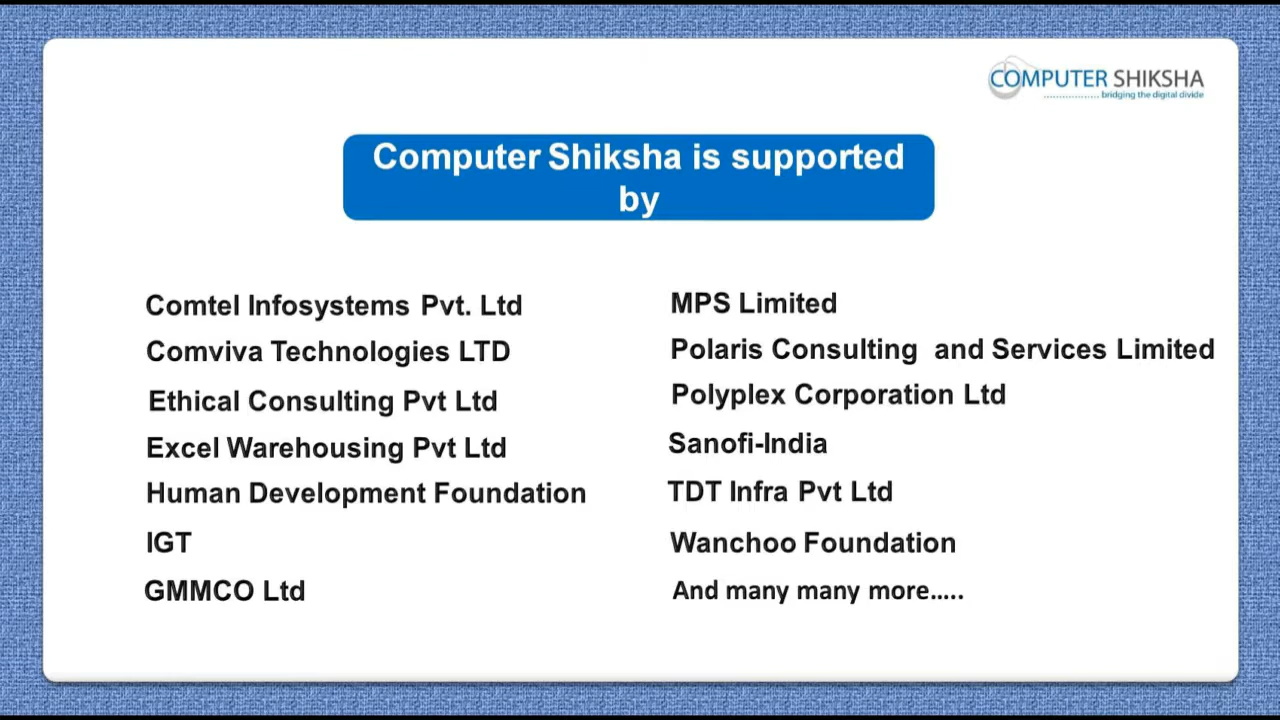 COMPUTER SHIKSHA
bridging the digital divide
Computer Shiksha is supported
by
Comtel Infosystems Pvt. Ltd
Comviva Technologies LTD
Ethical Consulting Pvt Ltd
Excel Warehousing Pvt Ltd
Human Development Foundation
IGT
GMMCO Ltd
MPS Limited
Polaris Consulting and Services Limited
Polyplex Corporation Ltd
Sanofi-India
TDT Infra Pvt Ltd
Wanchoo Foundation
And many many more.....